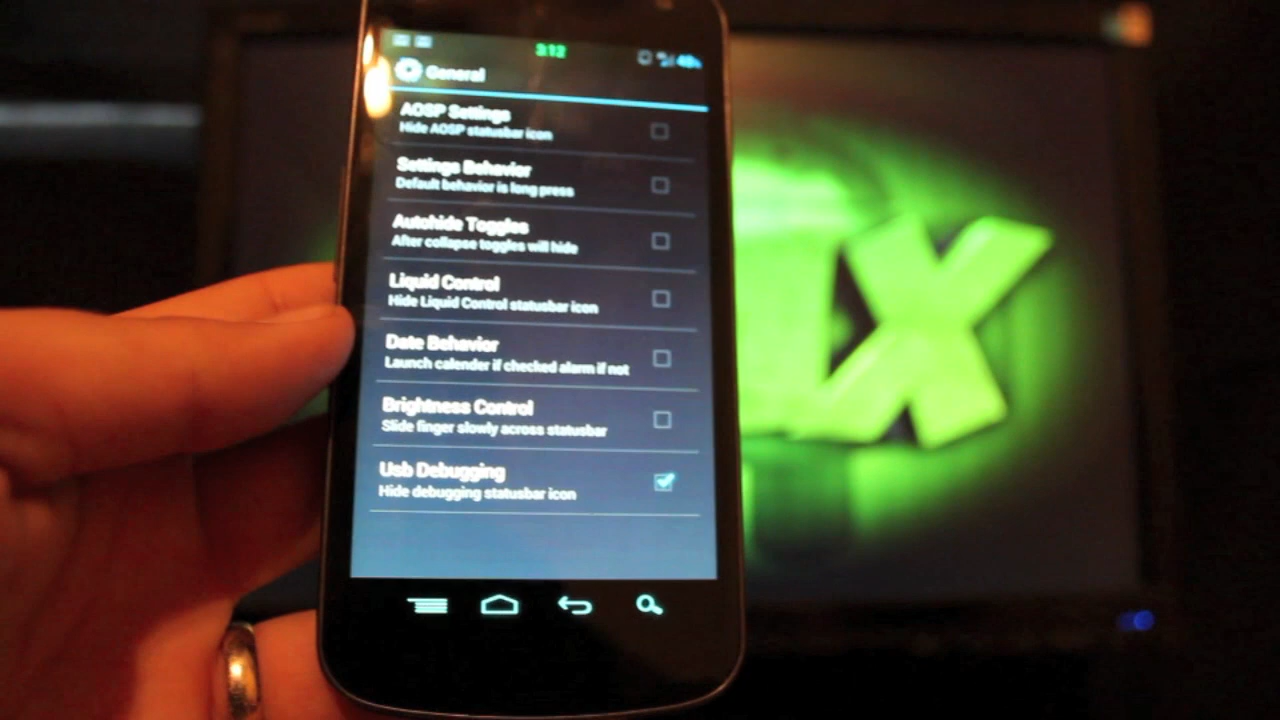 3:12
General
AOSP Settings
Hide AOSP statusbar icon
Settings Behavior
Default behavior is long press
Autohide Toggles
After collapse toggles will hide
Liquid Control
Hide Liquid Control statusbar icon
Date Behavior
Launch calender if checked alarm if not
Brightness Control
Slide finger slowly across statusbar
Usb Debugging
Hide debugging statusbar icon
X